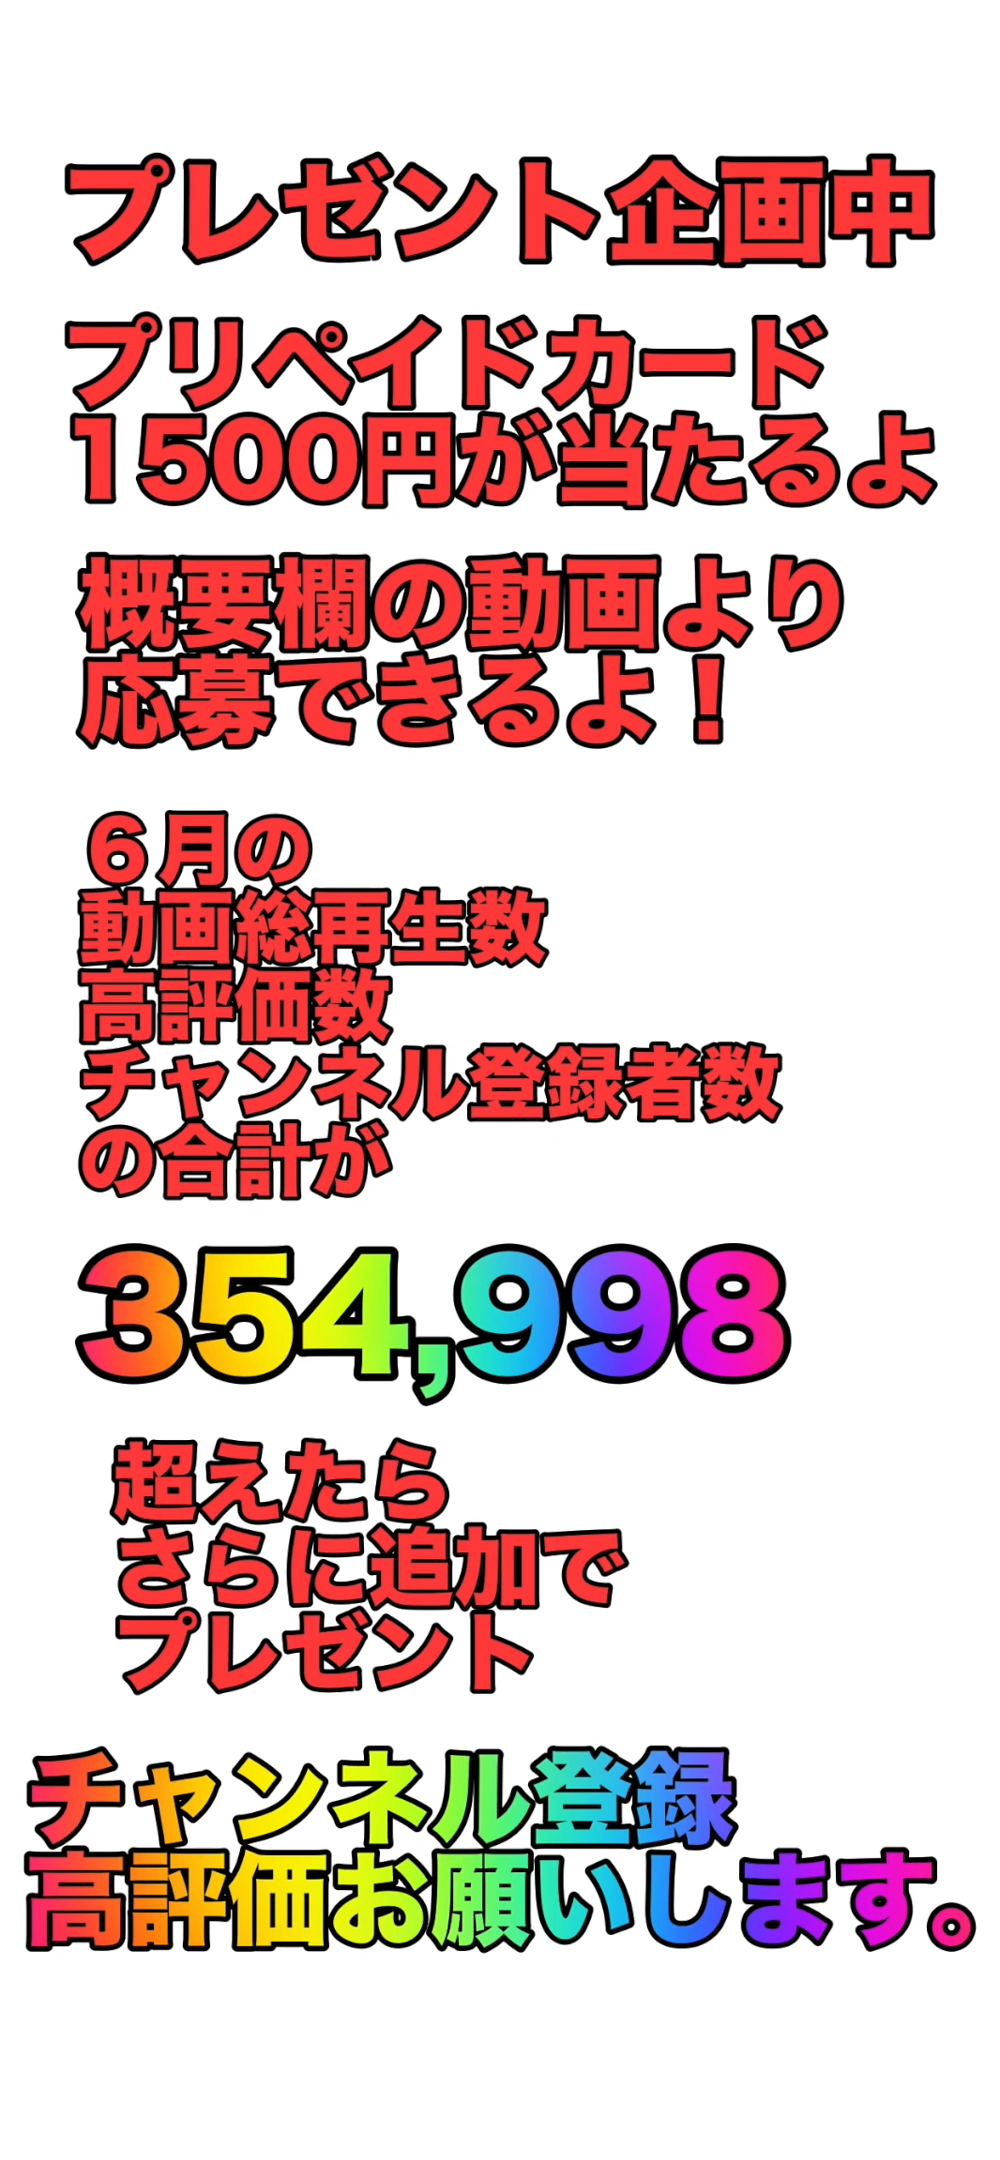 プレゼント企画中
プリペイドカード
1500円が当たるよ
概要欄の動画より
応募できるよ！
６月の
動画総再生数
高評価数
チャンネル登録者数
の合計が
354,998
超えたら
さらに追加で
プレゼント
チャンネル登録
高評価お願いします。